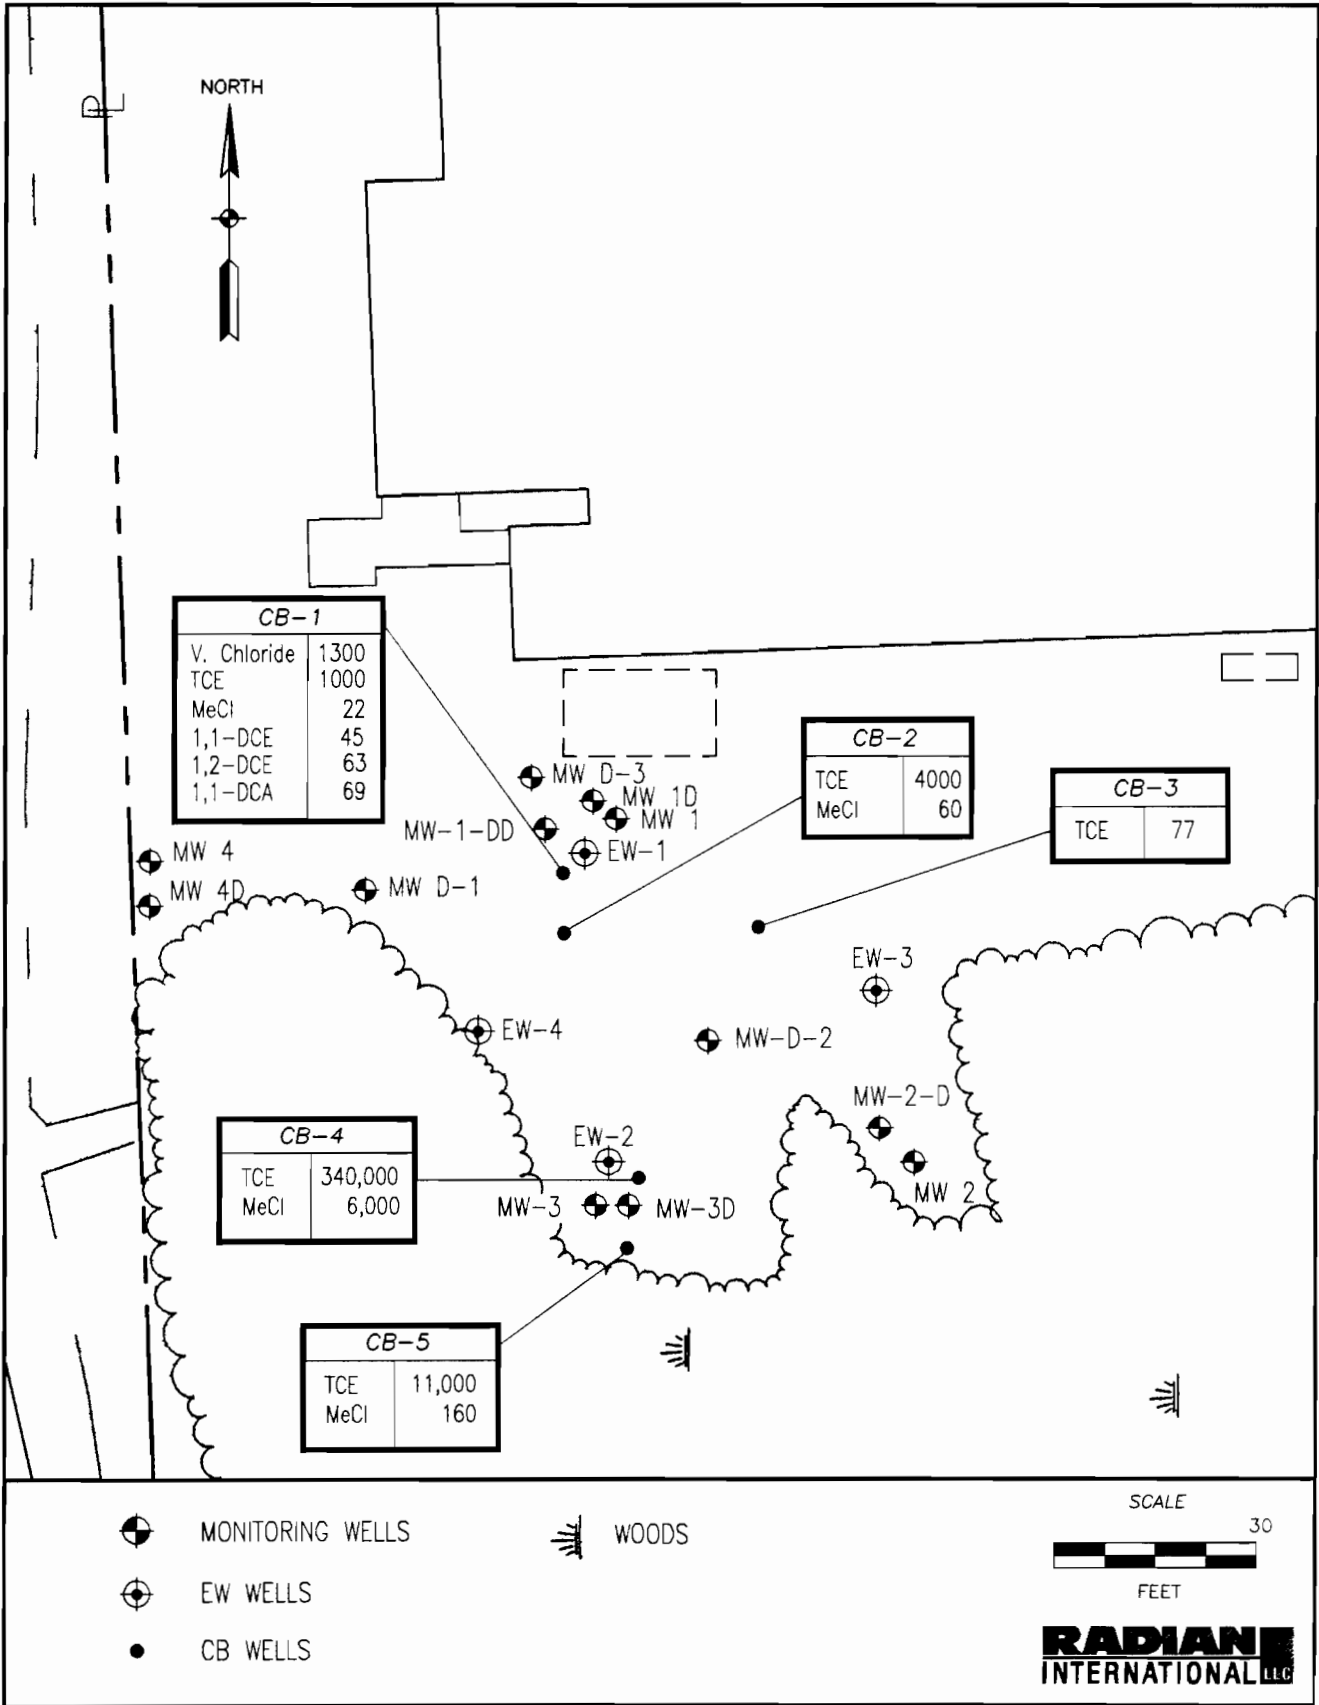 PL
NORTH
CB-1
V. Chloride 1300
TCE 1000
MeCl 22
1,1-DCE 45
1,2-DCE 63
1,1-DCA 69
CB-2
TCE 4000
MeCl 60
CB-3
TCE 77
MW D-3
MW 1D
MW 1
MW-1-DD
EW-1
MW 4
MW 4D
MW D-1
EW-3
EW-4
MW-D-2
MW-2-D
MW 2
CB-4
TCE 340,000
MeCl 6,000
EW-2
MW-3
MW-3D
CB-5
TCE 11,000
MeCl 160
MONITORING WELLS
EW WELLS
CB WELLS
WOODS
SCALE
30
FEET
RADIAN
INTERNATIONAL LLC